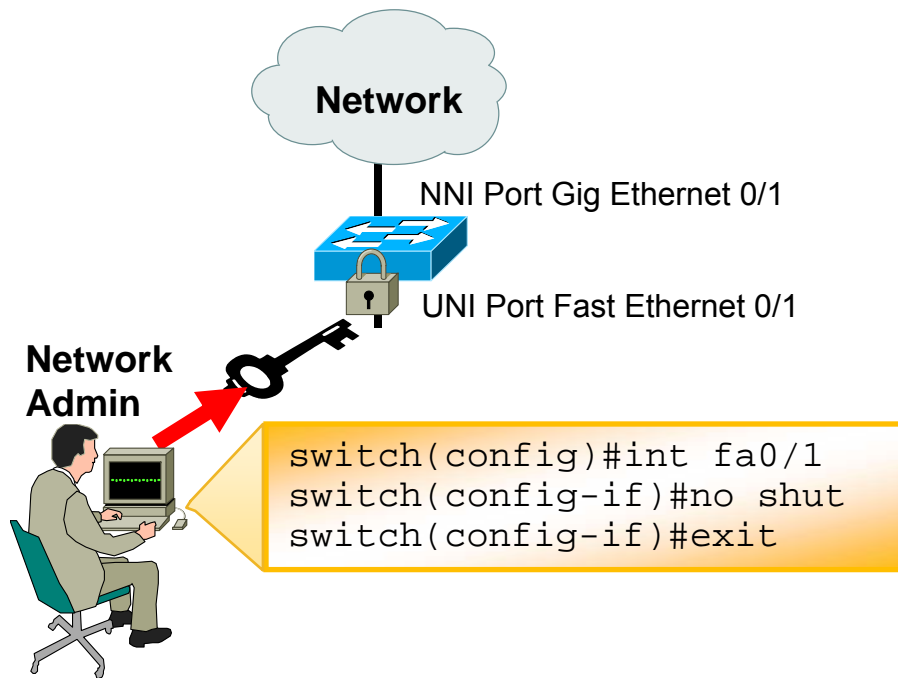 Network
NNI Port Gig Ethernet 0/1
UNI Port Fast Ethernet 0/1
Network
Admin
switch(config)#int fa0/1
switch(config-if)#no shut
switch(config-if)#exit